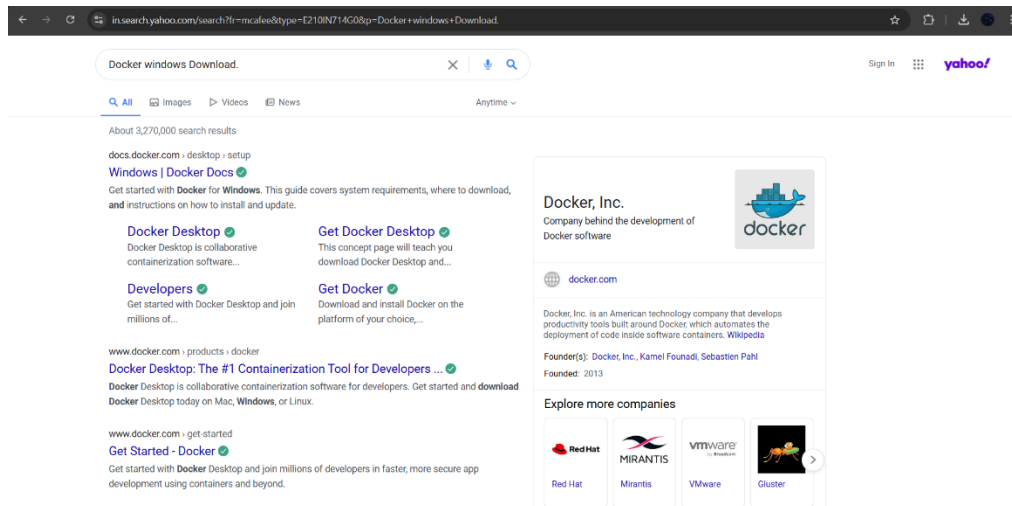 in.search.yahoo.com/search?fr=mcafee&type=E210IN714G0&p=Docker+windows+Download.
Docker windows Download.
Sign In
yahoo!
All Images Videos News Anytime
About 3,270,000 search results
docs.docker.com › desktop › setup
Windows | Docker Docs
Get started with Docker for Windows. This guide covers system requirements, where to download,
and instructions on how to install and update.
Docker Desktop
Docker Desktop is collaborative
containerization software...
Get Docker Desktop
This concept page will teach you
download Docker Desktop and...
Developers
Get started with Docker Desktop and join
millions of...
Get Docker
Download and install Docker on the
platform of your choice,...
www.docker.com › products › docker
Docker Desktop: The #1 Containerization Tool for Developers ...
Docker Desktop is collaborative containerization software for developers. Get started and download
Docker Desktop today on Mac, Windows, or Linux.
www.docker.com › get-started
Get Started - Docker
Get started with Docker Desktop and join millions of developers in faster, more secure app
development using containers and beyond.
Docker, Inc.
Company behind the development of
Docker software
docker
docker.com
Docker, Inc. is an American technology company that develops
productivity tools built around Docker, which automates the
deployment of code inside software containers. Wikipedia
Founder(s): Docker, Inc., Kamel Founadi, Sebastien Pahl
Founded: 2013
Explore more companies
Red Hat
MIRANTIS
vmware
by Broadcom
Red Hat
Mirantis
VMware
Gluster